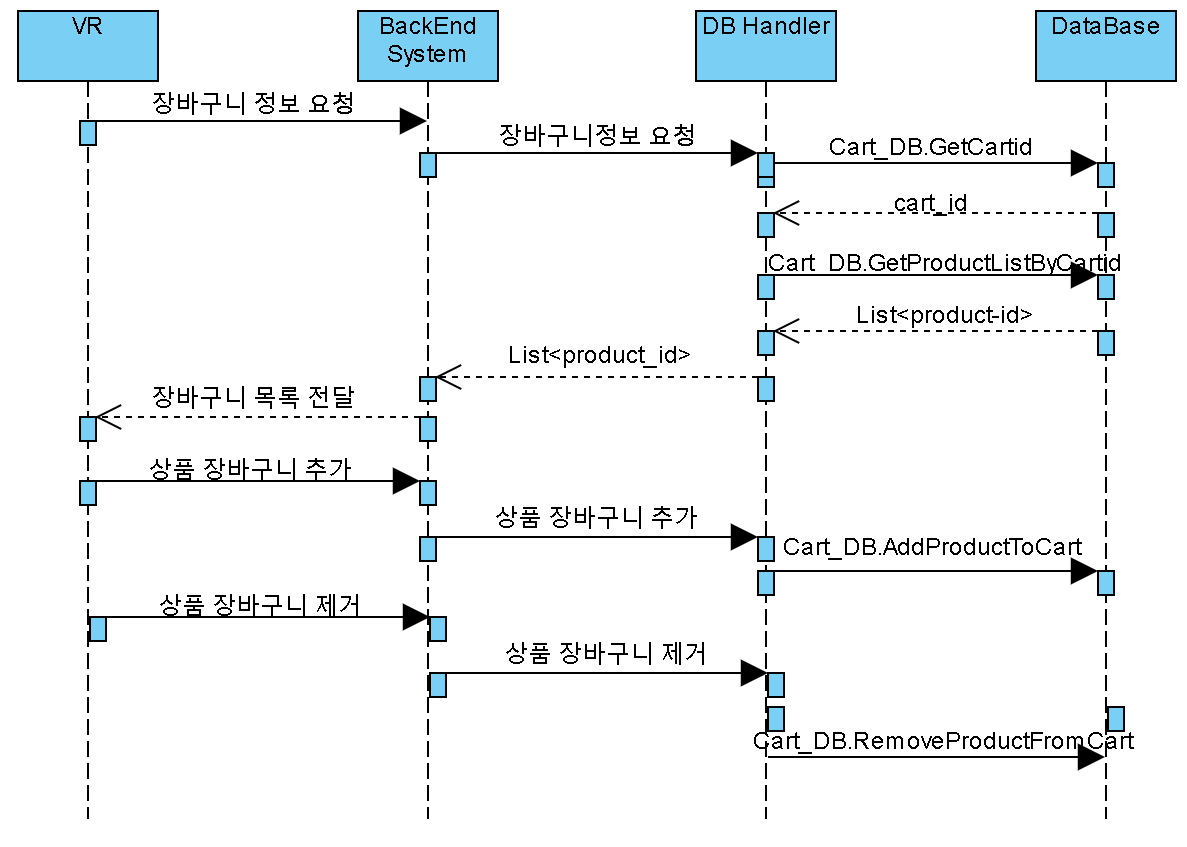 VR
BackEnd
System
DB Handler
DataBase
장바구니 정보 요청
장바구니정보 요청
Cart_DB.GetCartid
cart_id
Cart_DB.GetProductListByCartid
List<product-id>
List<product_id>
장바구니 목록 전달
상품 장바구니 추가
상품 장바구니 추가
Cart_DB.AddProductToCart
상품 장바구니 제거
상품 장바구니 제거
Cart_DB.RemoveProductFromCart